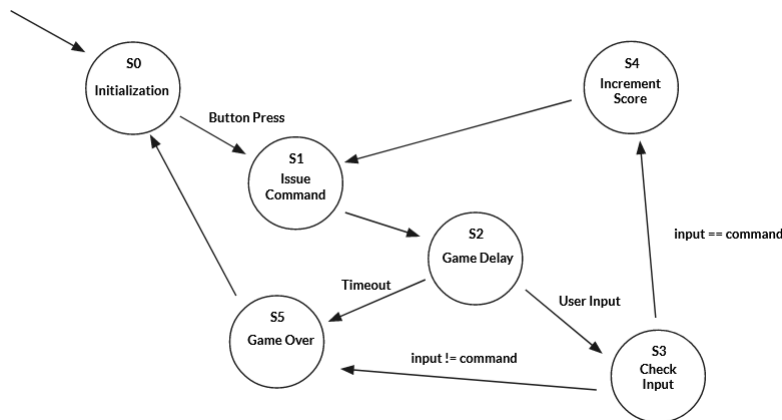 S0
Initialization
Button Press
S1
Issue
Command
S4
Increment
Score
S2
Game Delay
Timeout
User Input
input == command
S5
Game Over
input != command
S3
Check
Input